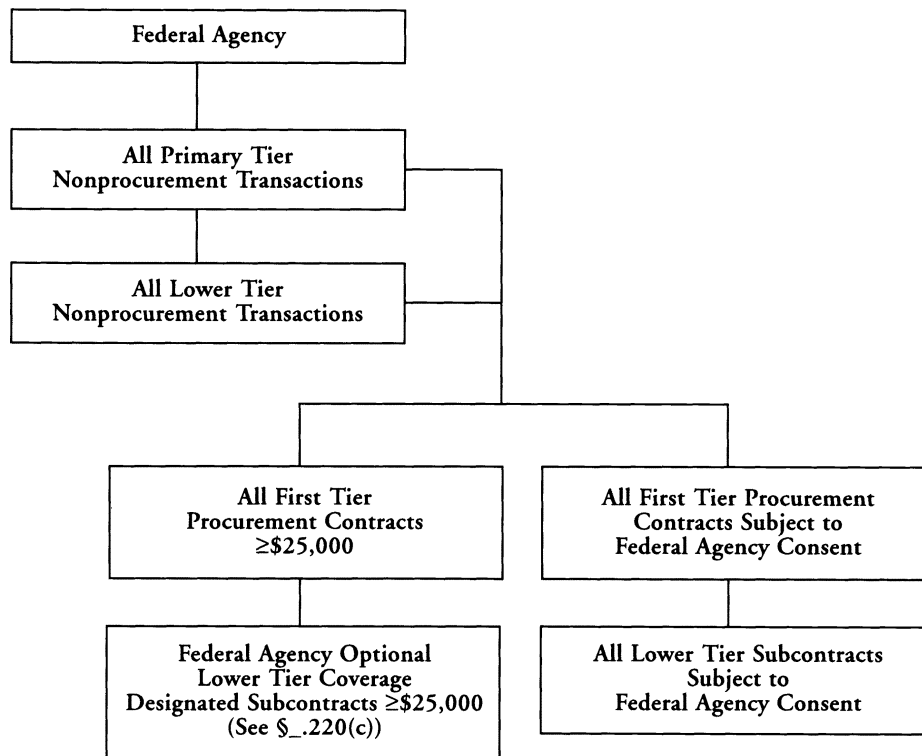 Federal Agency
All Primary Tier
Nonprocurement Transactions
All Lower Tier
Nonprocurement Transactions
All First Tier
Procurement Contracts
≥$25,000
All First Tier Procurement
Contracts Subject to
Federal Agency Consent
Federal Agency Optional
Lower Tier Coverage
Designated Subcontracts ≥$25,000
(See §_.220(c))
All Lower Tier Subcontracts
Subject to
Federal Agency Consent